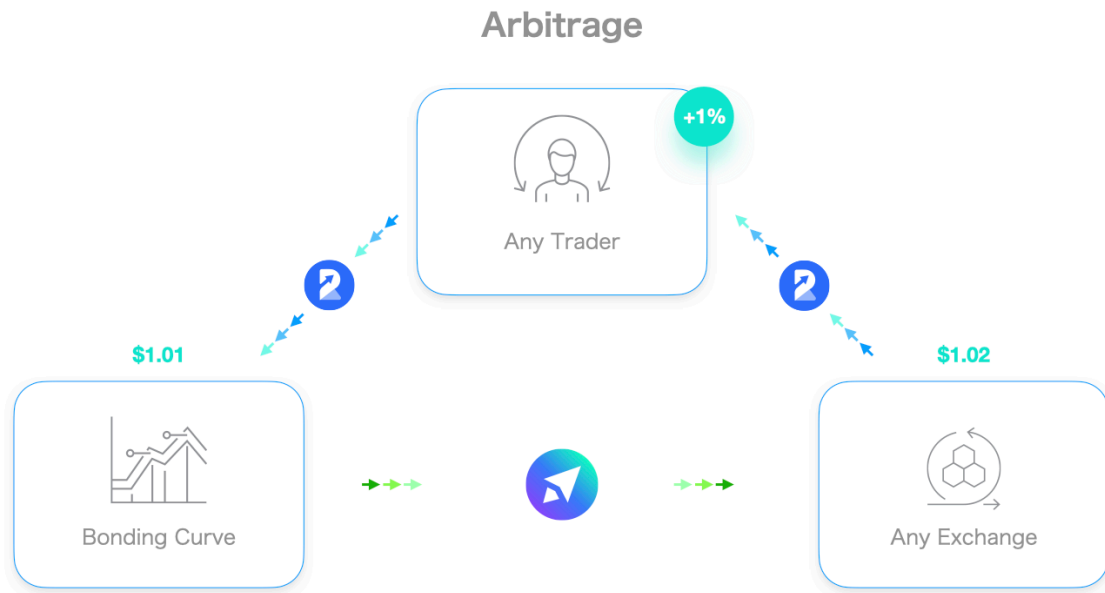 Arbitrage
+1%
Any Trader
$1.01
$1.02
Bonding Curve
Any Exchange